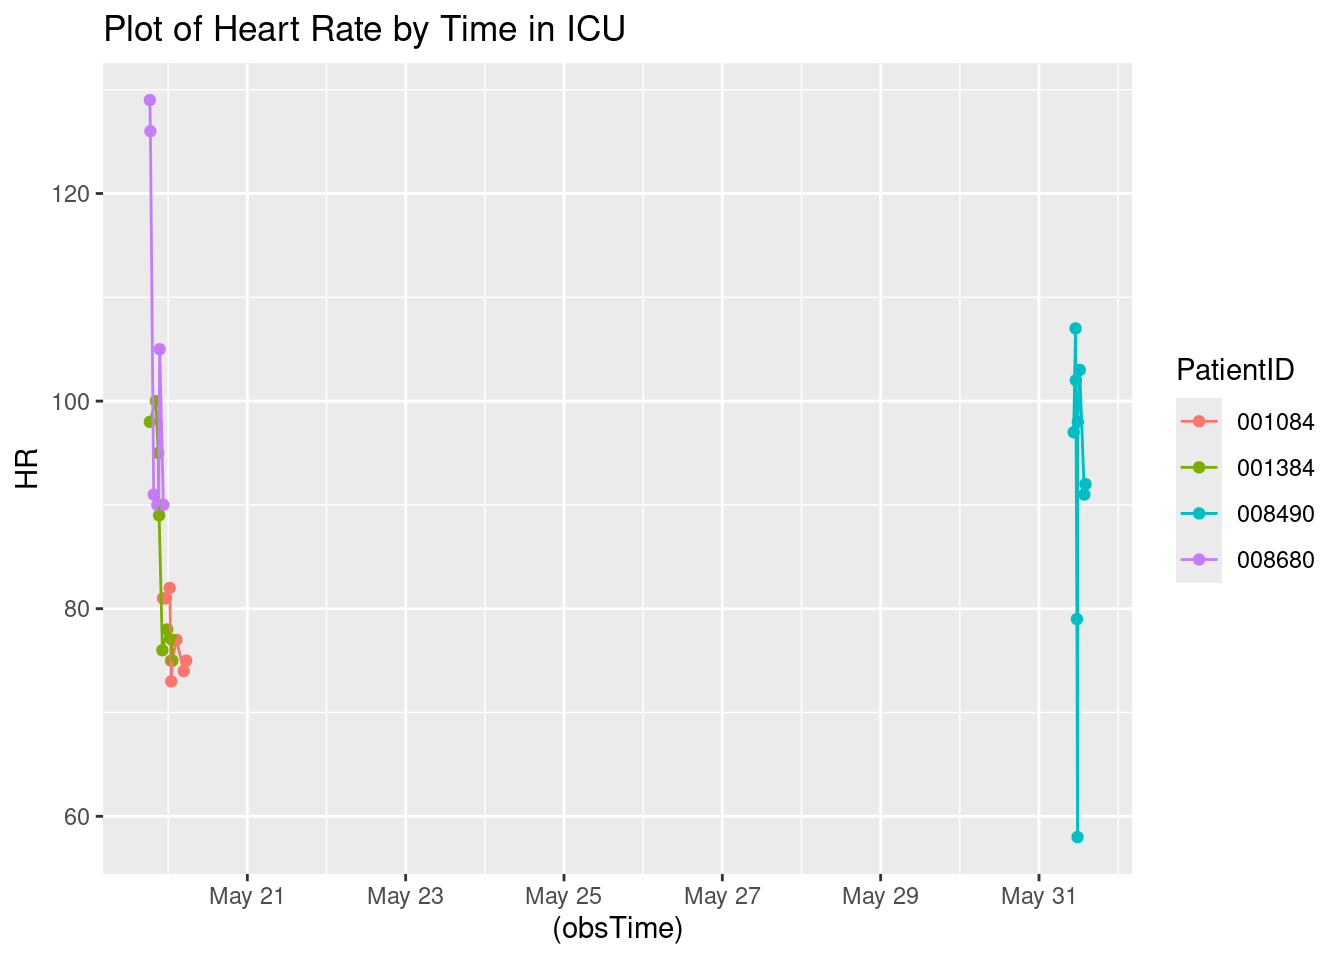 Plot of Heart Rate by Time in ICU
120
100
80
60
HR
May 21 May 23 May 25 May 27 May 29 May 31
(obsTime)
PatientID
001084
001384
008490
008680